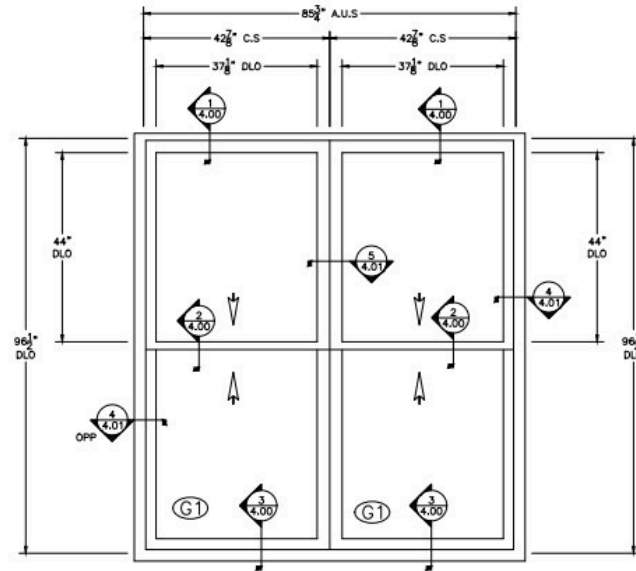 85¾" A.U.S
42⅞" C.S 42⅞" C.S
37⅛" DLO 37⅛" DLO
1 4.00
1 4.00
44" DLO
44" DLO
5 4.01
4 4.01
2 4.00
2 4.00
96½" DLO
4 4.01
OPP
G1
3 4.00
G1
3 4.00